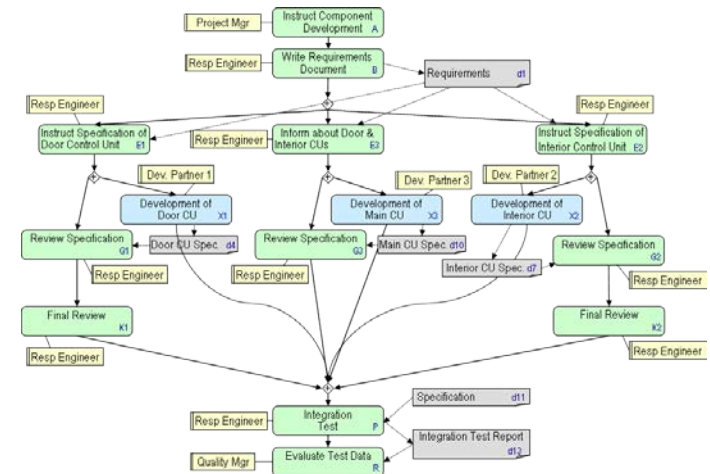 Project Mgr
Instruct Component
Development A
Resp Engineer
Write Requirements
Document B
Requirements d1
Resp Engineer
Resp Engineer
Instruct Specification of
Door Control Unit E1
Resp Engineer
Inform about Door &
Interior CUs E3
Instruct Specification of
Interior Control Unit E2
Dev. Partner 1
Dev. Partner 3
Dev. Partner 2
Development of
Door CU X1
Development of
Main CU X3
Development of
Interior CU X2
Review Specification
G1
Door CU Spec. d4
Review Specification
G3
Main CU Spec. d10
Review Specification
G2
Interior CU Spec. d7
Resp Engineer
Resp Engineer
Resp Engineer
Final Review
K1
Final Review
K2
Resp Engineer
Resp Engineer
Resp Engineer
Integration
Test P
Specification d11
Integration Test Report
d12
Quality Mgr
Evaluate Test Data
R